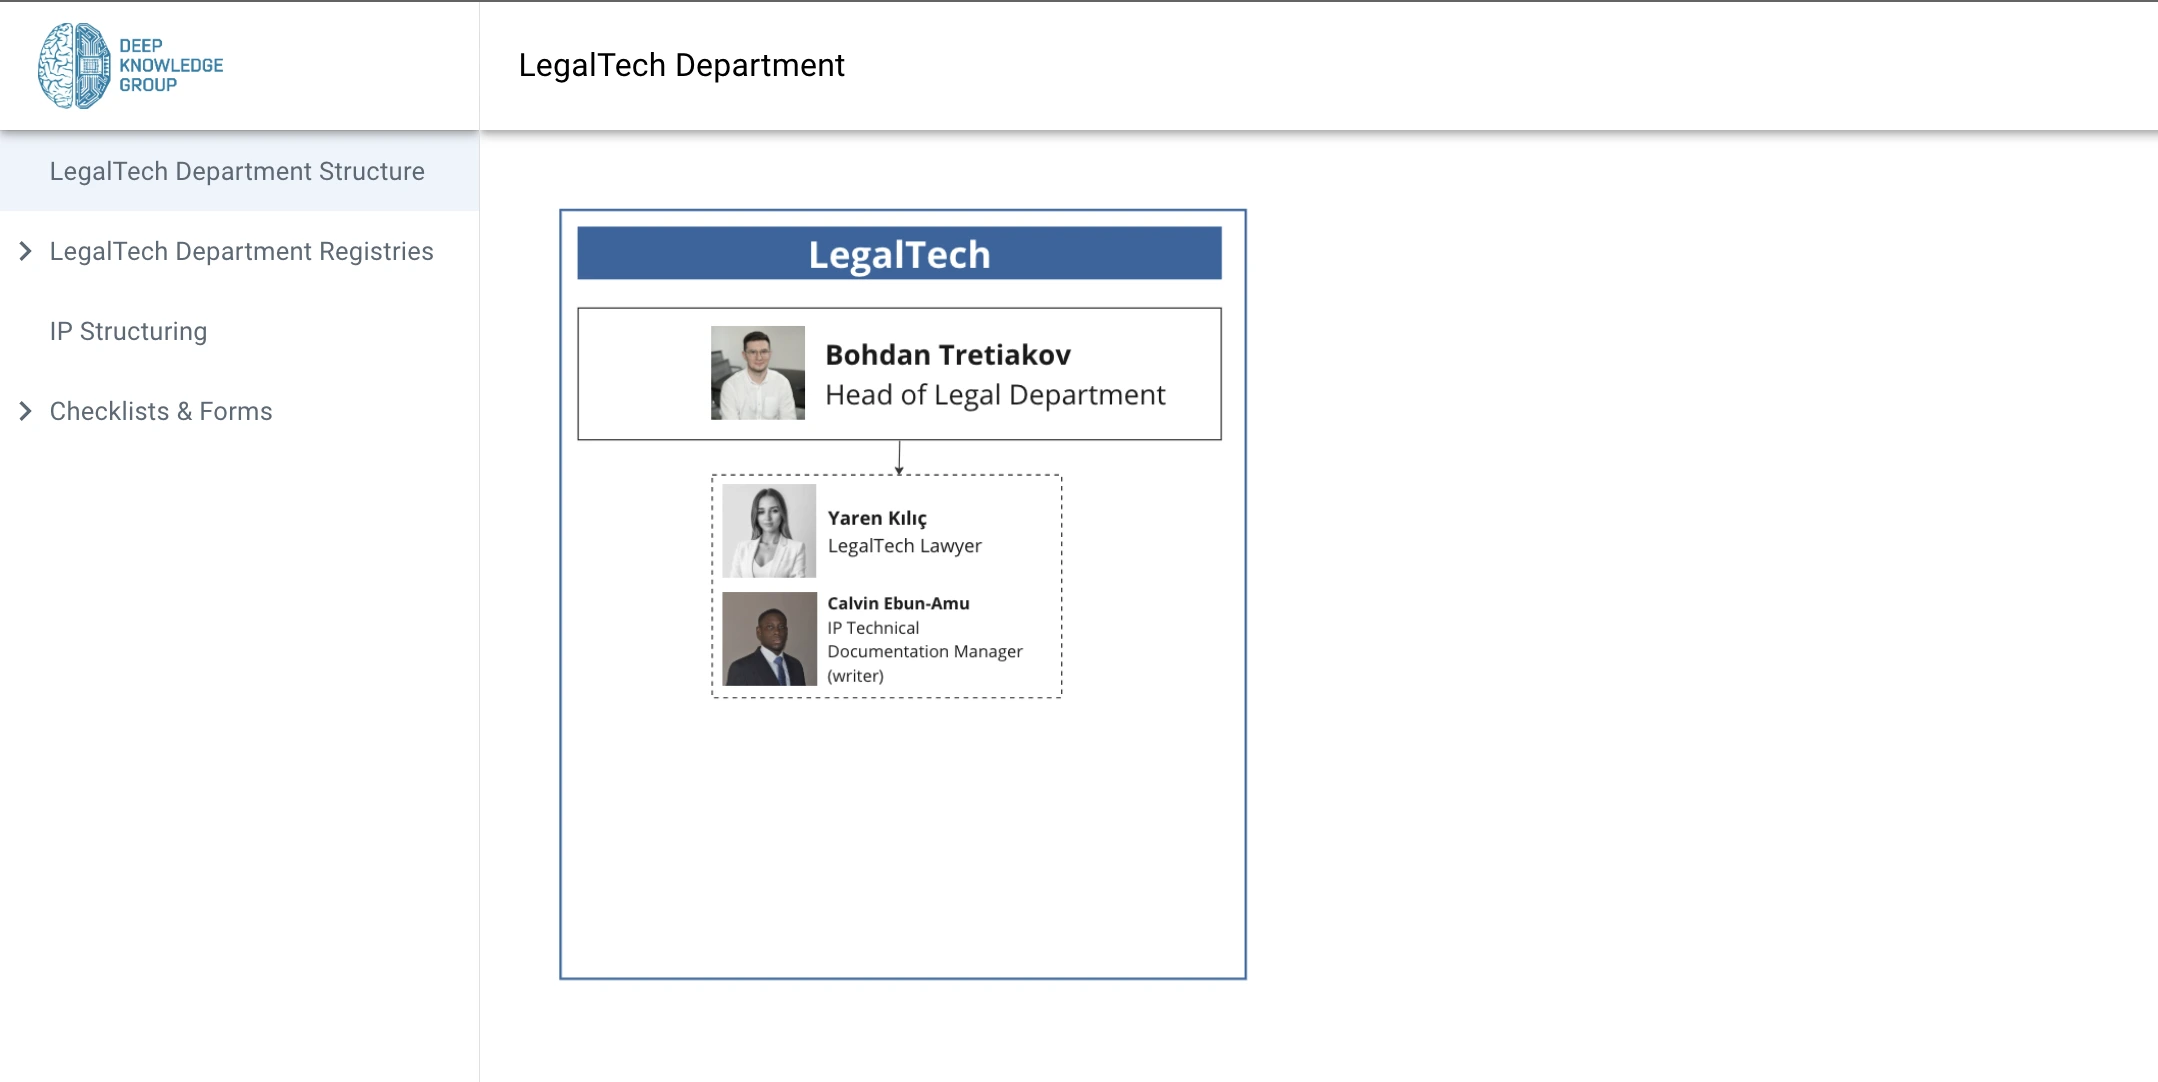 DEEP
KNOWLEDGE
GROUP
LegalTech Department
LegalTech Department Structure
LegalTech Department Registries
IP Structuring
Checklists & Forms
LegalTech
Bohdan Tretiakov
Head of Legal Department
Yaren Kılıç
LegalTech Lawyer
Calvin Ebun-Amu
IP Technical
Documentation Manager
(writer)